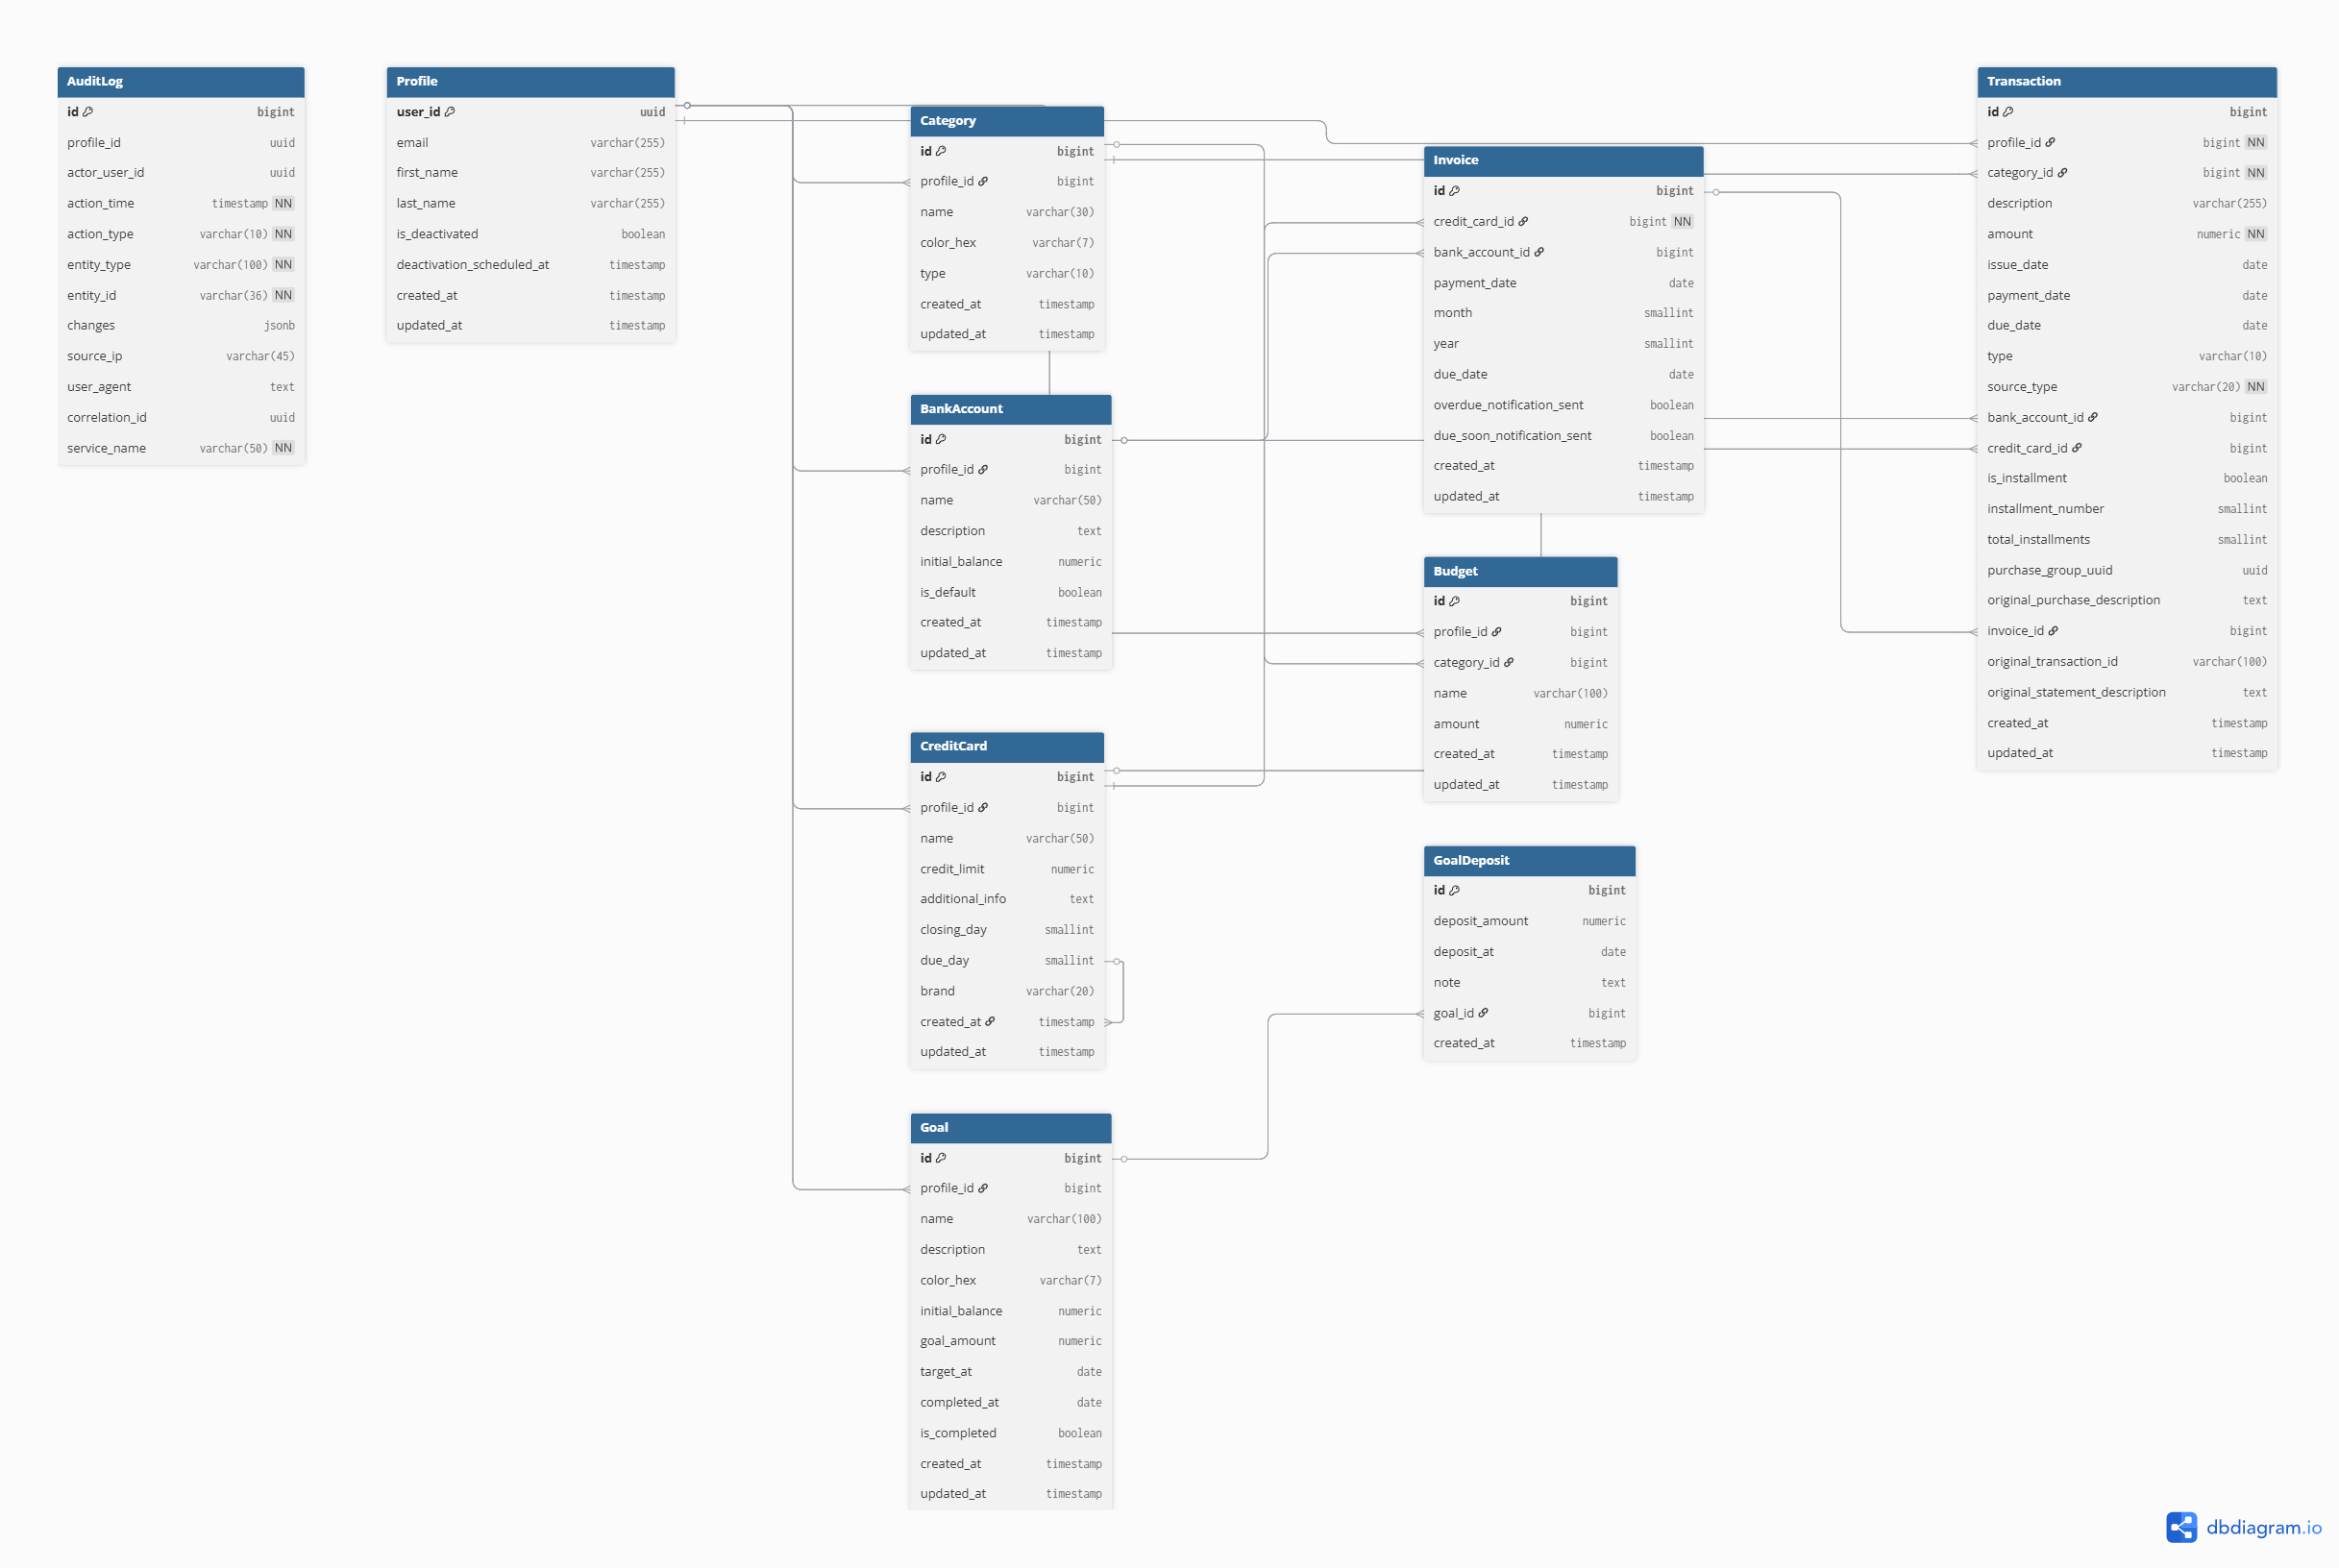 AuditLog
id bigint
profile_id uuid
actor_user_id uuid
action_time timestamp NN
action_type varchar(10) NN
entity_type varchar(100) NN
entity_id varchar(36) NN
changes jsonb
source_ip varchar(45)
user_agent text
correlation_id uuid
service_name varchar(50) NN
Profile
user_id uuid
email varchar(255)
first_name varchar(255)
last_name varchar(255)
is_deactivated boolean
deactivation_scheduled_at timestamp
created_at timestamp
updated_at timestamp
Category
id bigint
profile_id bigint
name varchar(30)
color_hex varchar(7)
type varchar(10)
created_at timestamp
updated_at timestamp
BankAccount
id bigint
profile_id bigint
name varchar(50)
description text
initial_balance numeric
is_default boolean
created_at timestamp
updated_at timestamp
CreditCard
id bigint
profile_id bigint
name varchar(50)
credit_limit numeric
additional_info text
closing_day smallint
due_day smallint
brand varchar(20)
created_at timestamp
updated_at timestamp
Goal
id bigint
profile_id bigint
name varchar(100)
description text
color_hex varchar(7)
initial_balance numeric
goal_amount numeric
target_at date
completed_at date
is_completed boolean
created_at timestamp
updated_at timestamp
Invoice
id bigint
credit_card_id bigint NN
bank_account_id bigint
payment_date date
month smallint
year smallint
due_date date
overdue_notification_sent boolean
due_soon_notification_sent boolean
created_at timestamp
updated_at timestamp
Budget
id bigint
profile_id bigint
category_id bigint
name varchar(100)
amount numeric
created_at timestamp
updated_at timestamp
GoalDeposit
id bigint
deposit_amount numeric
deposit_at date
note text
goal_id bigint
created_at timestamp
Transaction
id bigint
profile_id bigint NN
category_id bigint NN
description varchar(255)
amount numeric NN
issue_date date
payment_date date
due_date date
type varchar(10)
source_type varchar(20) NN
bank_account_id bigint
credit_card_id bigint
is_installment boolean
installment_number smallint
total_installments smallint
purchase_group_uuid uuid
original_purchase_description text
invoice_id bigint
original_transaction_id varchar(100)
original_statement_description text
created_at timestamp
updated_at timestamp
dbdiagram.io